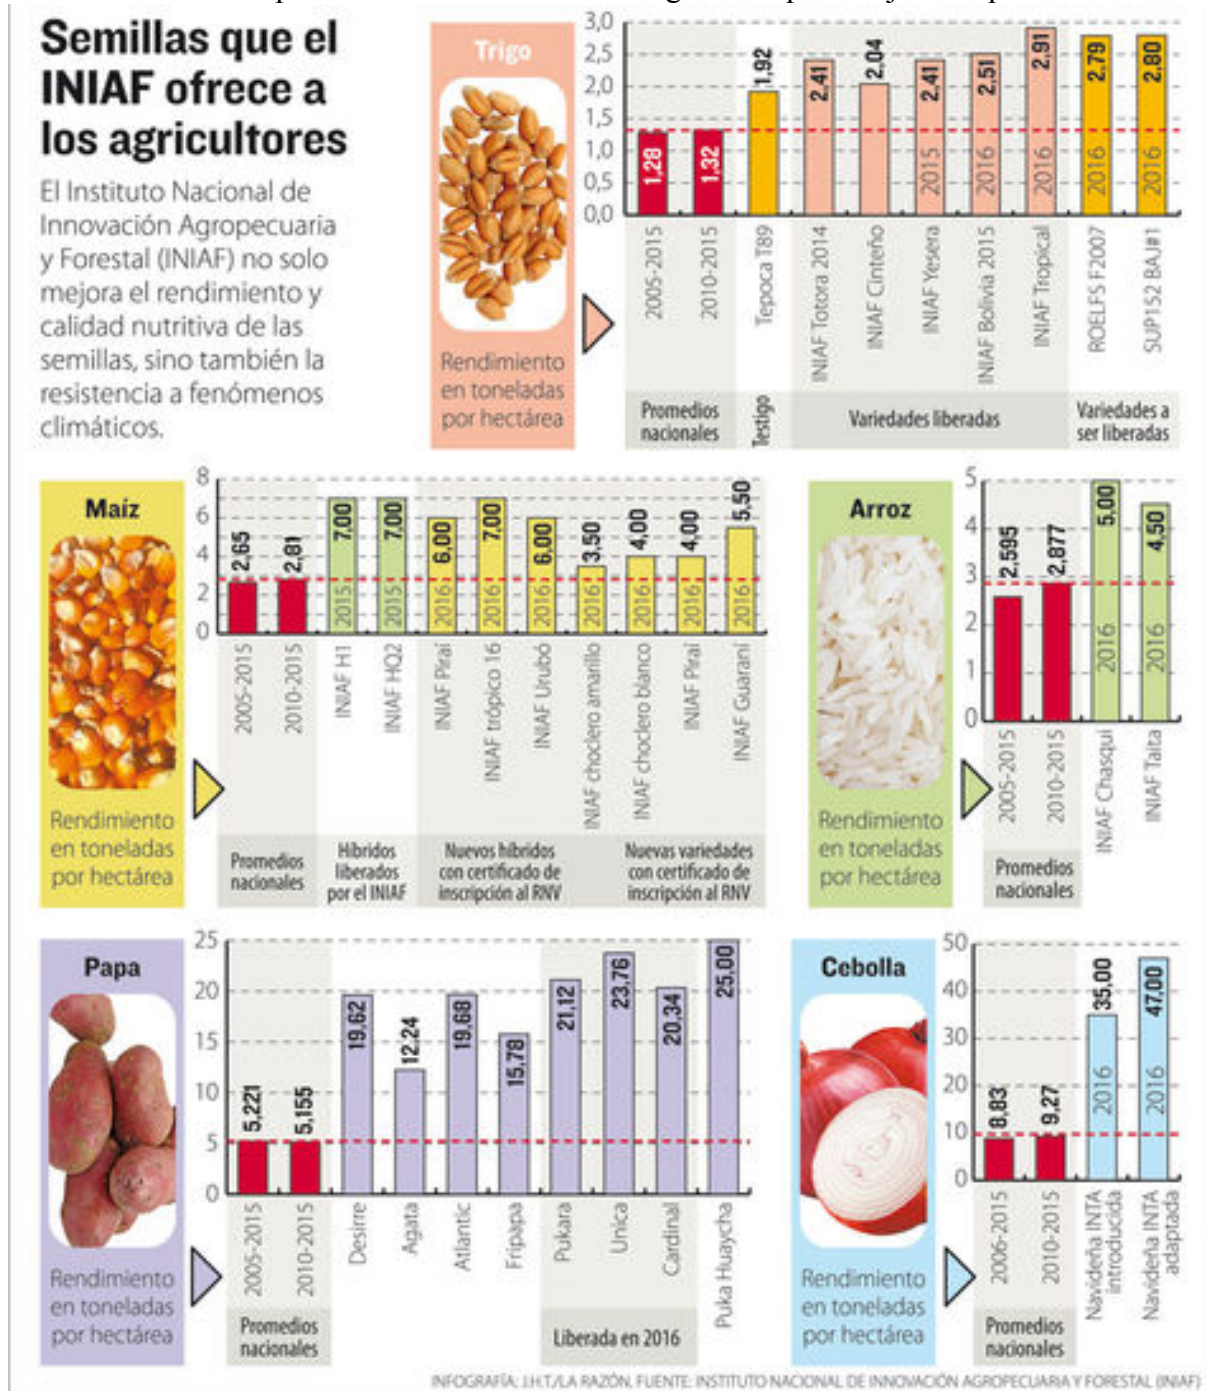 Semillas que el
INIAF ofrece a
los agricultores
El Instituto Nacional de
Innovación Agropecuaria
y Forestal (INIAF) no solo
mejora el rendimiento y
calidad nutritiva de las
semillas, sino también la
resistencia a fenómenos
climáticos.
Trigo
Rendimiento
en toneladas
por hectárea
3,0
2,5
2,0
1,5
1,0
0,5
0,0
1,28
1,32
1,92
2,41
2,04
2,41 2015
2,51 2016
2,91 2016
2,79 2016
2,80 2016
2005-2015
2010-2015
Tepoca T89
INIAF Totora 2014
INIAF Cinteño
INIAF Yesera
INIAF Bolivia 2015
INIAF Tropical
ROELFS F2007
SUP152 BAJ#1
Promedios
nacionales
Testigo
Variedades liberadas
Variedades a
ser liberadas
Maíz
Rendimiento
en toneladas
por hectárea
8
6
4
2
0
2,65
2,81
7,00 2015
7,00 2015
6,00 2016
7,00 2016
6,00 2016
3,50 2016
4,00 2016
4,00 2016
5,50 2016
2005-2015
2010-2015
INIAF H1
INIAF HQ2
INIAF Piraí
INIAF trópico 16
INIAF Urubó
INIAF choclero amarillo
INIAF choclero blanco
INIAF Piraí
INIAF Guaraní
Promedios
nacionales
Híbridos
liberados
por el INIAF
Nuevos híbridos
con certificado de
inscripción al RNV
Nuevas variedades
con certificado de
inscripción al RNV
Arroz
Rendimiento
en toneladas
por hectárea
5
4
3
2
1
0
2,595
2,877
5,00 2016
4,50 2016
2005-2015
2010-2015
INIAF Chasqui
INIAF Taita
Promedios
nacionales
Papa
Rendimiento
en toneladas
por hectárea
25
20
15
10
5
0
5,221
5,155
19,62
12,24
19,68
15,78
21,12
23,76
20,34
25,00
2005-2015
2010-2015
Desirre
Agata
Atlantic
Fripapa
Pukara
Unica
Cardinal
Puka Huaycha
Promedios
nacionales
Liberada en 2016
Cebolla
Rendimiento
en toneladas
por hectárea
50
40
30
20
10
0
8,83
9,27
35,00 2016
47,00 2016
2006-2015
2010-2015
Navideña INTA
introducida
Navideña INTA
adaptada
Promedios
nacionales
INFOGRAFÍA: J.H.T./LA RAZÓN. FUENTE: INSTITUTO NACIONAL DE INNOVACIÓN AGROPECUARIA Y FORESTAL (INIAF)